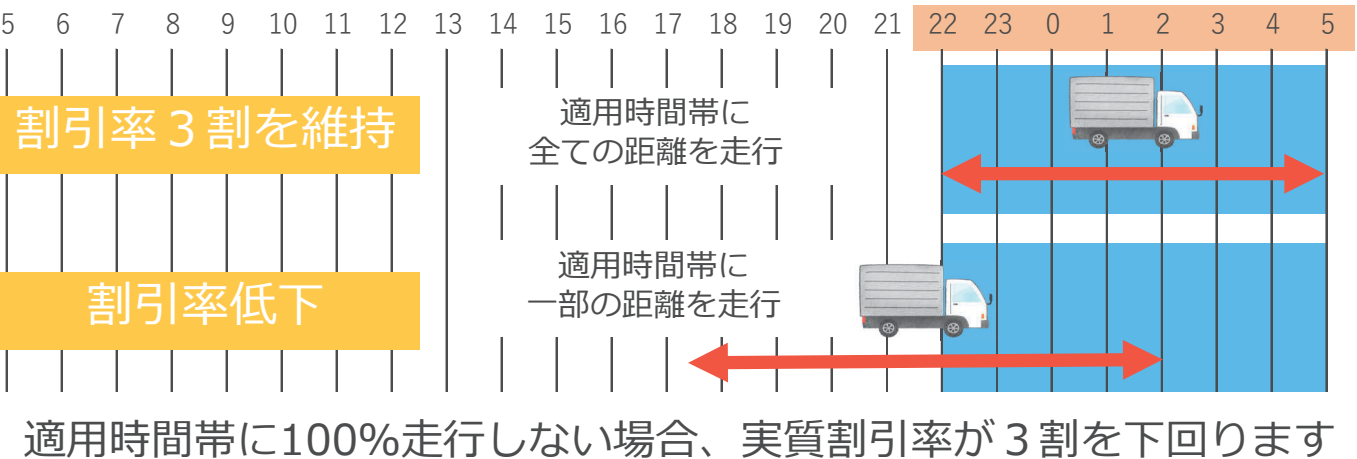 5 6 7 8 9 10 11 12 13 14 15 16 17 18 19 20 21 22 23 0 1 2 3 4 5
割引率３割を維持
適用時間帯に
全ての距離を走行
割引率低下
適用時間帯に
一部の距離を走行
適用時間帯に100%走行しない場合、実質割引率が３割を下回ります